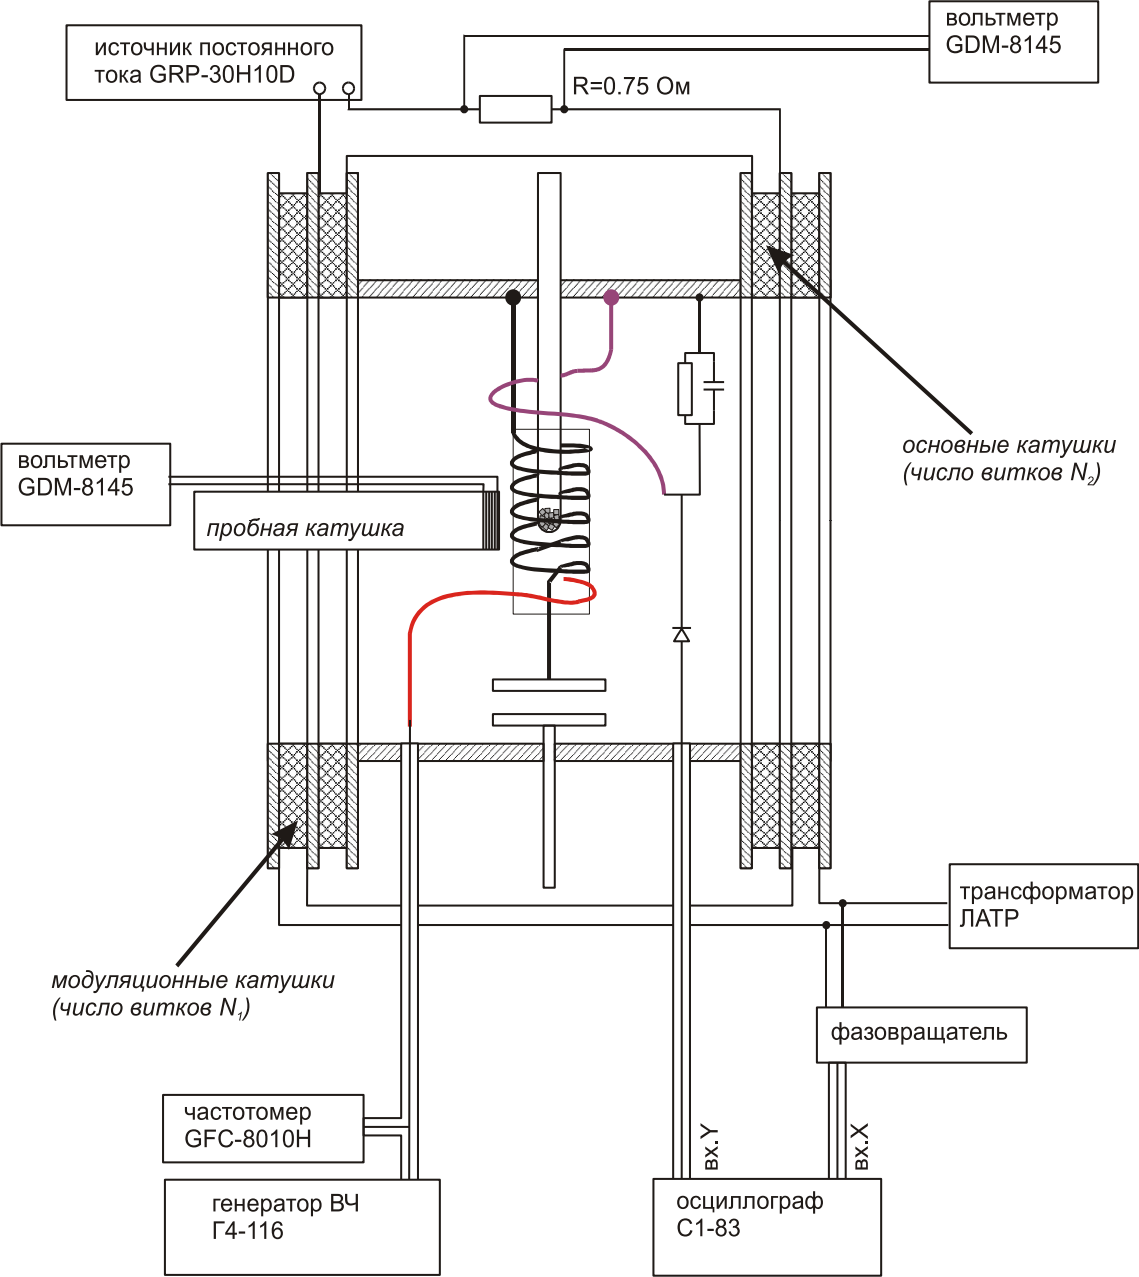 источник постоянного
тока GRP-30H10D
R=0.75 Ом
вольтметр
GDM-8145
основные катушки
(число витков N2)
вольтметр
GDM-8145
пробная катушка
трансформатор
ЛАТР
модуляционные катушки
(число витков N1)
фазовращатель
частотомер
GFC-8010H
вх.Y
вх.X
генератор ВЧ
Г4-116
осциллограф
С1-83